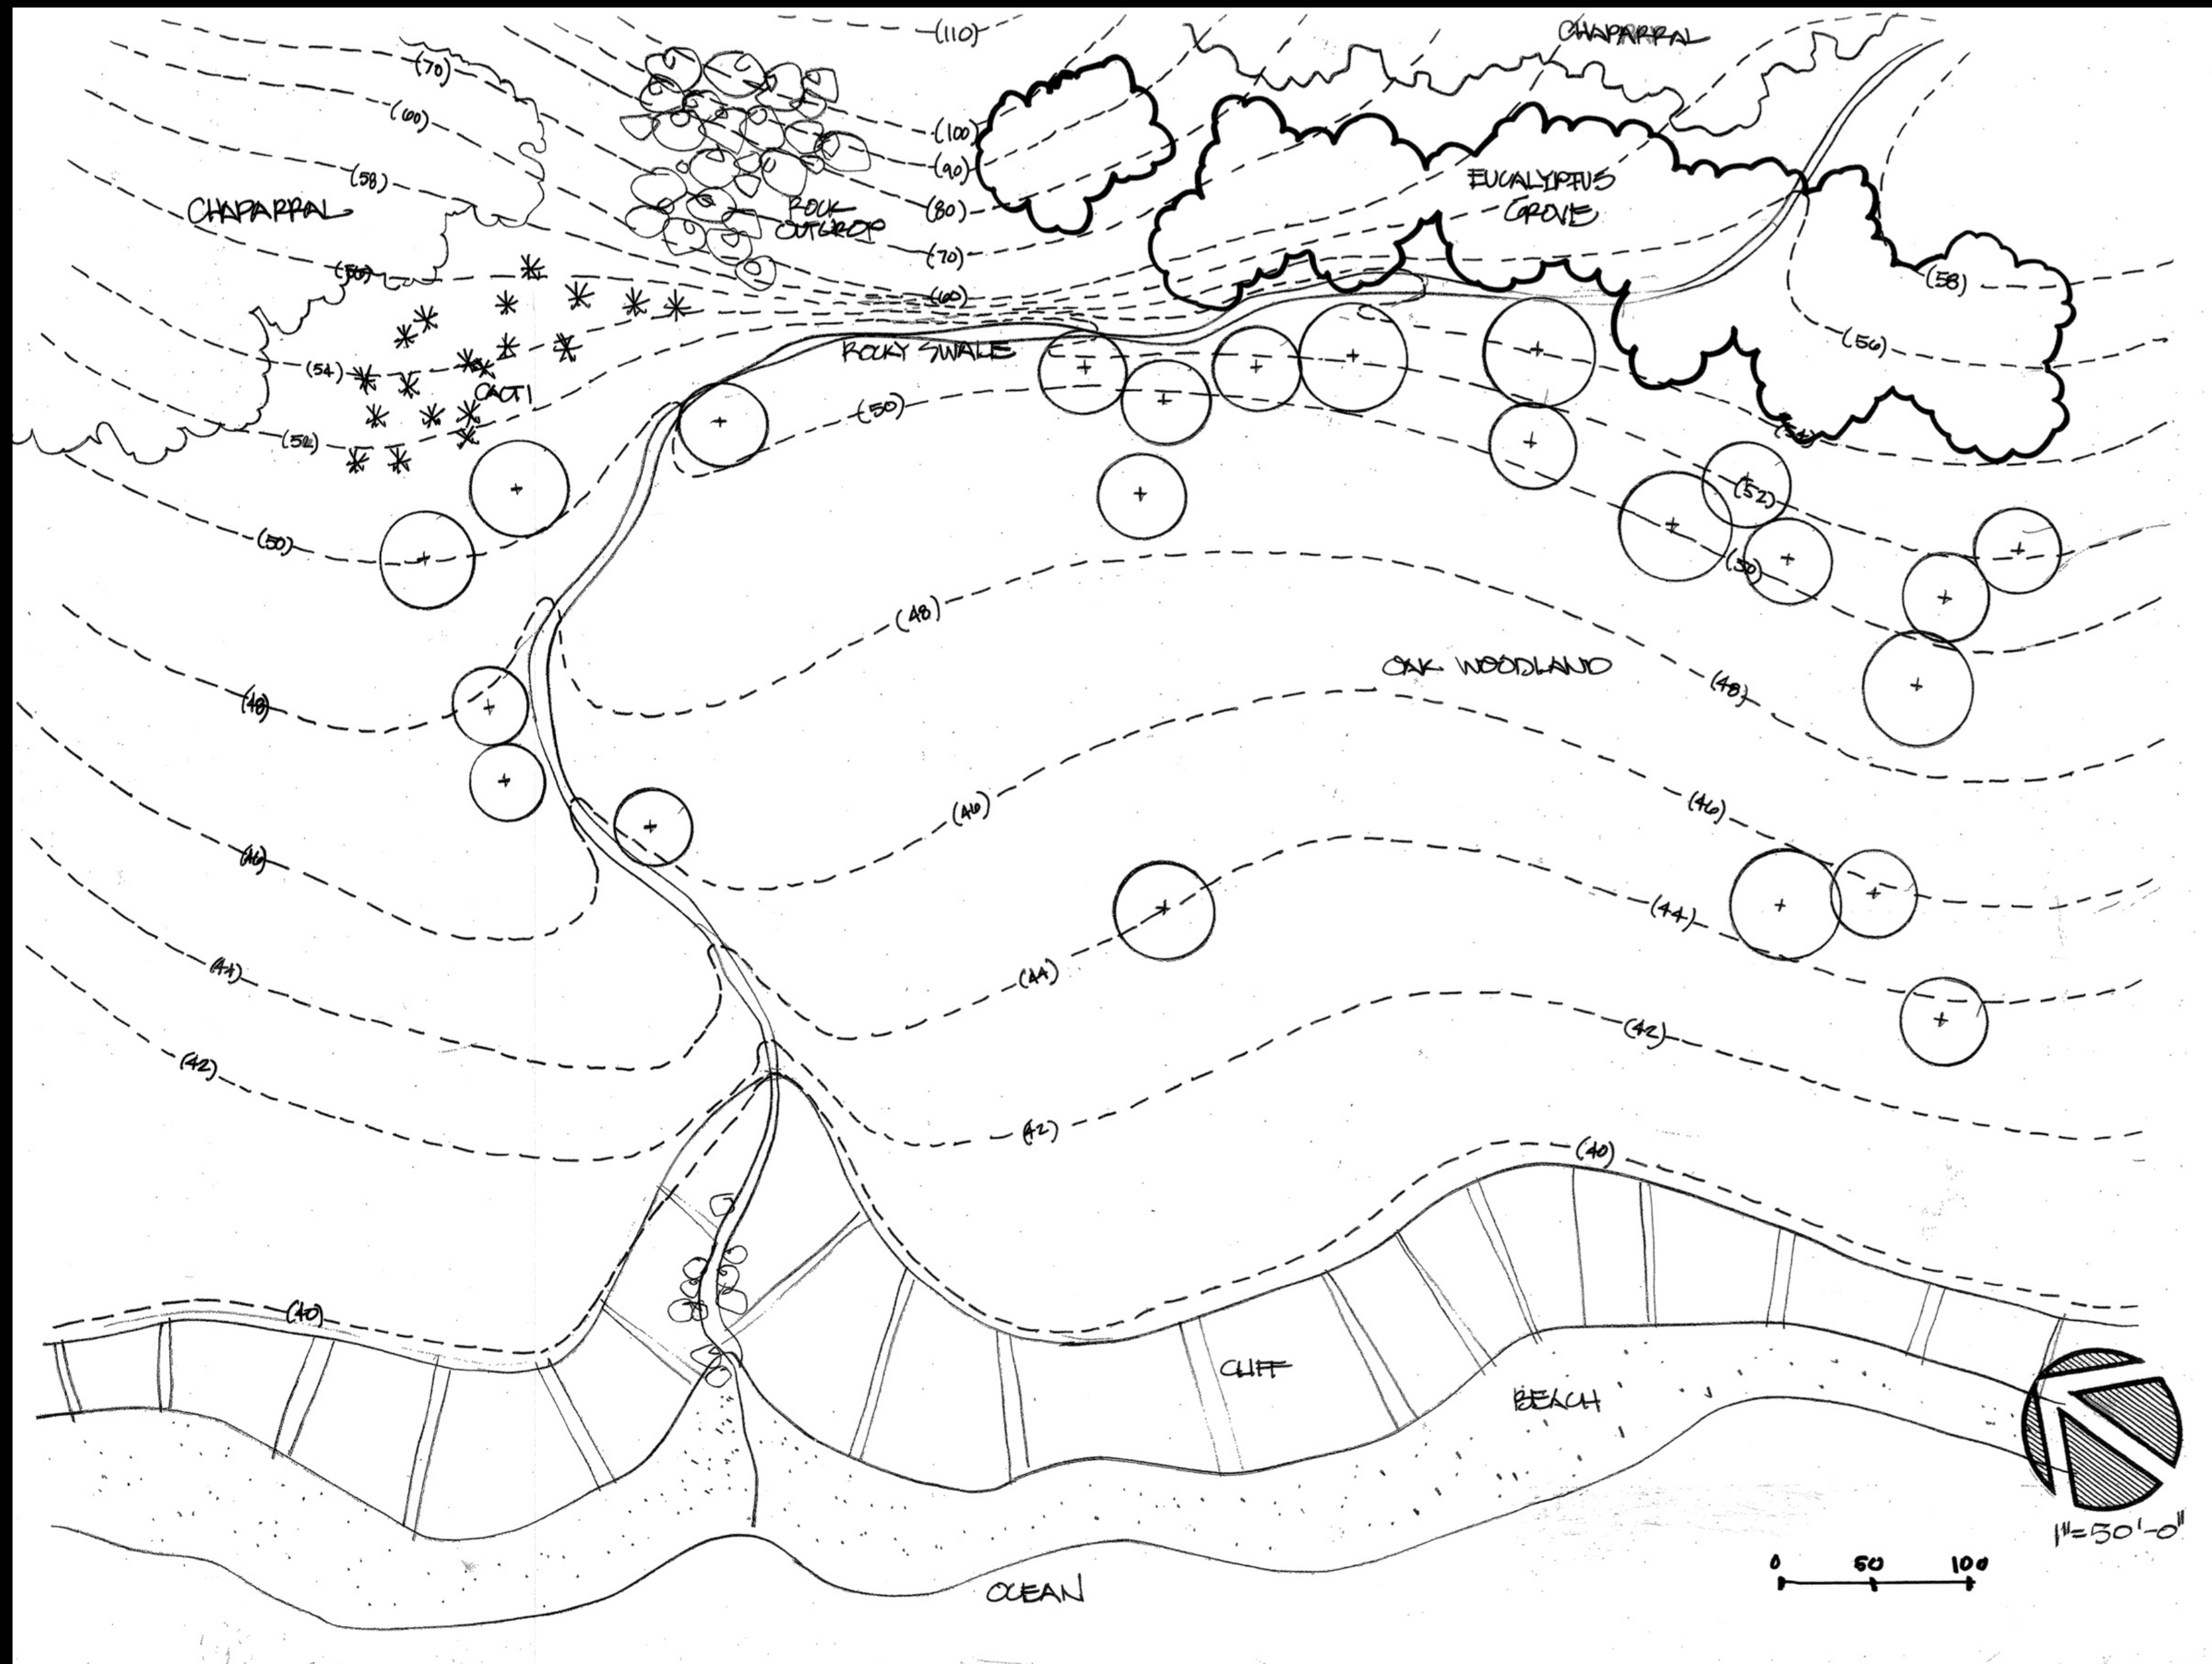 (110)
CHAPARRAL
(70)
(60)
(100)
(90)
(58)
EUCALYPTUS
GROVE
CHAPARRAL
ROCK
OUTCROP
(80)
(70)
(56)
(58)
(60)
ROCKY SWALE
(56)
(54)
CACTI
(50)
(52)
(54)
(52)
(50)
(50)
(48)
OAK WOODLAND
(48)
(48)
(46)
(46)
(46)
(44)
(44)
(44)
(42)
(42)
(42)
(40)
(40)
CLIFF
BEACH
1"=50'-0"
0 50 100
OCEAN